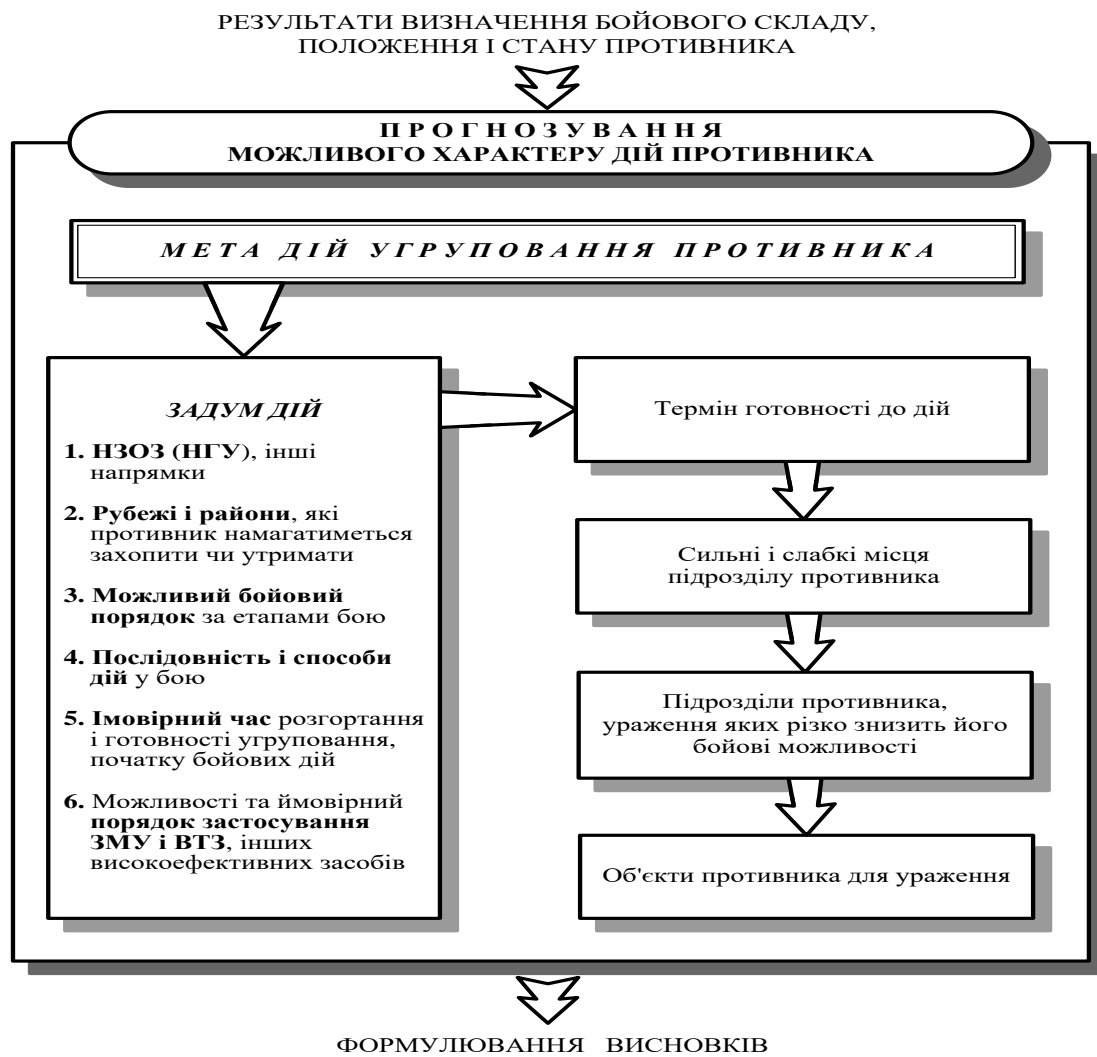 РЕЗУЛЬТАТИ ВИЗНАЧЕННЯ БОЙОВОГО СКЛАДУ,
ПОЛОЖЕННЯ І СТАНУ ПРОТИВНИКА
П Р О Г Н О З У В А Н Н Я
МОЖЛИВОГО ХАРАКТЕРУ ДІЙ ПРОТИВНИКА
М Е Т А Д І Й У Г Р У П О В А Н Н Я П Р О Т И В Н И К А
ЗАДУМ ДІЙ
1. НЗОЗ (НГУ), інші
напрямки
2. Рубежі і райони, які
противник намагатиметься
захопити чи утримати
3. Можливий бойовий
порядок за етапами бою
4. Послідовність і способи
дій у бою
5. Імовірний час розгортання
і готовності угруповання,
початку бойових дій
6. Можливості та ймовірний
порядок застосування
ЗМУ і ВТЗ, інших
високоефективних засобів
Термін готовності до дій
Сильні і слабкі місця
підрозділу противника
Підрозділи противника,
ураження яких різко знизить його
бойові можливості
Об'єкти противника для ураження
ФОРМУЛЮВАННЯ ВИСНОВКІВ